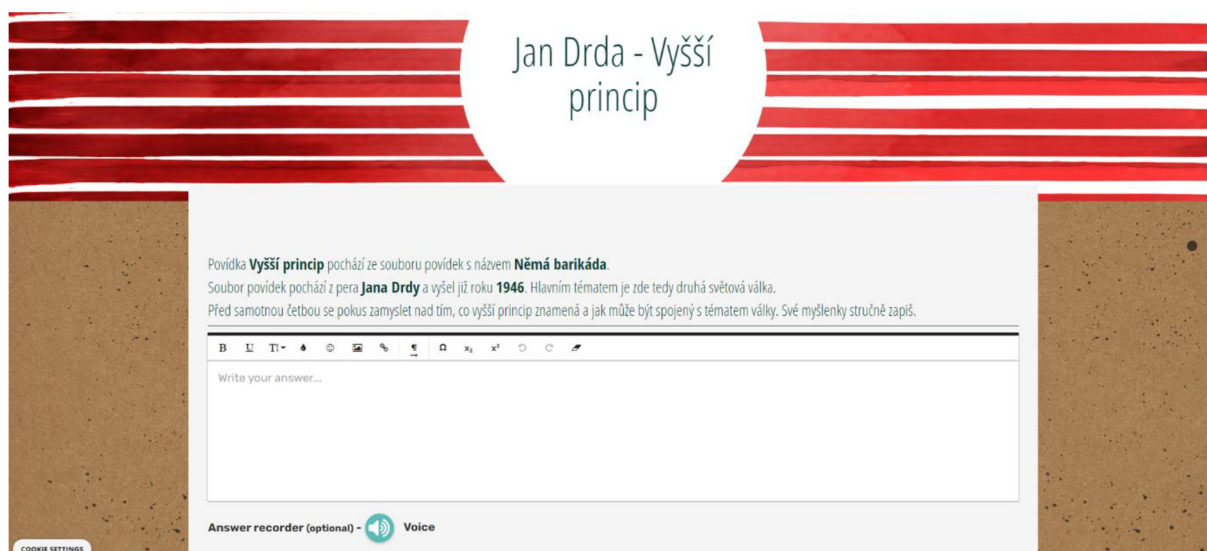 Jan Drda - Vyšší
princip
Povídka Vyšší princip pochází ze souboru povídek s názvem Němá barikáda.
Soubor povídek pochází z pera Jana Drdy a vyšel již roku 1946. Hlavním tématem je zde tedy druhá světová válka.
Před samotnou četbou se pokus zamyslet nad tím, co vyšší princip znamená a jak může být spojený s tématem války. Své myšlenky stručně zapiš.
B U T Ω x₂ x²
Write your answer...
Answer recorder (optional) - Voice
COOKIE SETTINGS